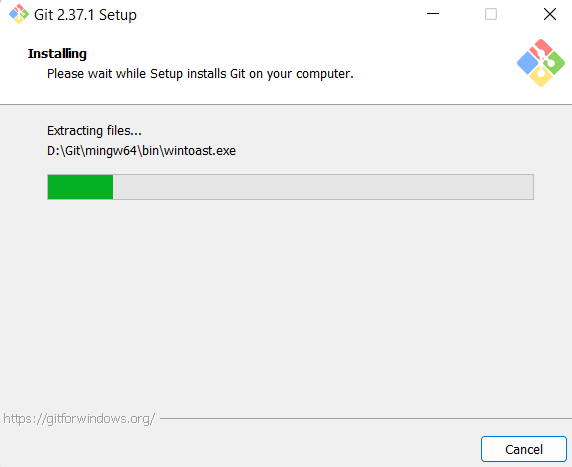 Git 2.37.1 Setup
Installing
Please wait while Setup installs Git on your computer.
Extracting files...
D:\Git\mingw64\bin\wintoast.exe
https://gitforwindows.org/
Cancel